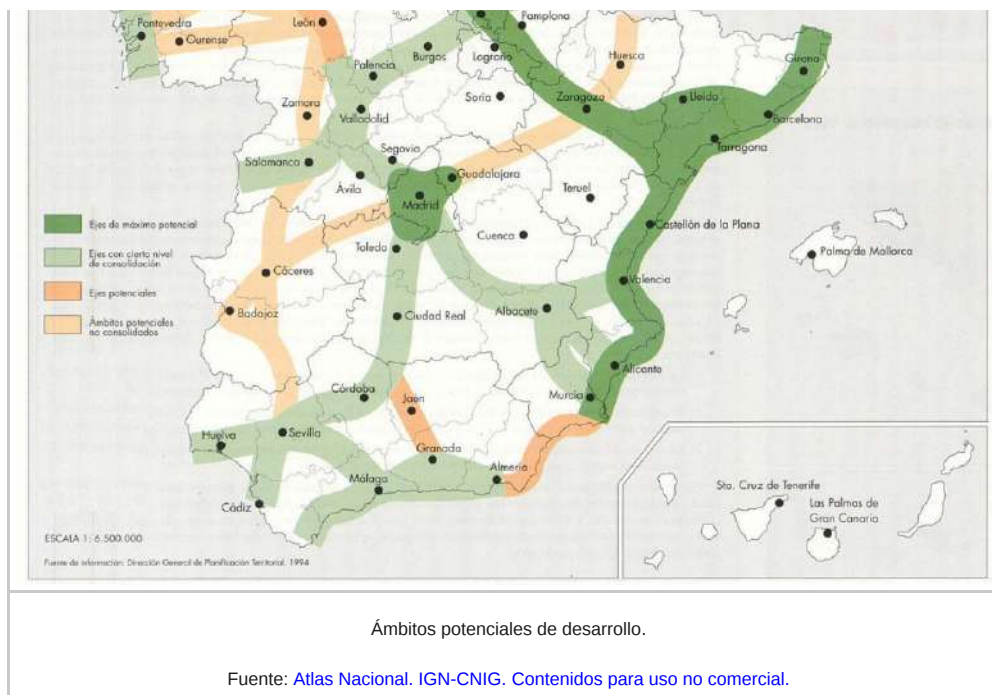 Pamplona
León
Pontevedra
Ourense
Burgos
Logroño
Huesca
Girona
Palencia
Soria
Zaragoza
Lleida
Zamora
Valladolid
Barcelona
Tarragona
Segovia
Salamanca
Guadalajara
Ávila
Teruel
Madrid
Ejes de máximo potencial
Castellón de la Plana
Cuenca
Toledo
Palma de Mallorca
Ejes con cierto nivel
de consolidación
Cáceres
Valencia
Ejes potenciales
Badajoz
Albacete
Ciudad Real
Ámbitos potenciales
no consolidados
Alicante
Córdoba
Murcia
Jaén
Huelva
Sevilla
Granada
Almería
Málaga
Sta. Cruz de Tenerife
Las Palmas de
Gran Canaria
Cádiz
ESCALA 1: 6.500.000
Fuente de información: Dirección General de Planificación Territorial. 1994
Ámbitos potenciales de desarrollo.
Fuente: Atlas Nacional. IGN-CNIG. Contenidos para uso no comercial.